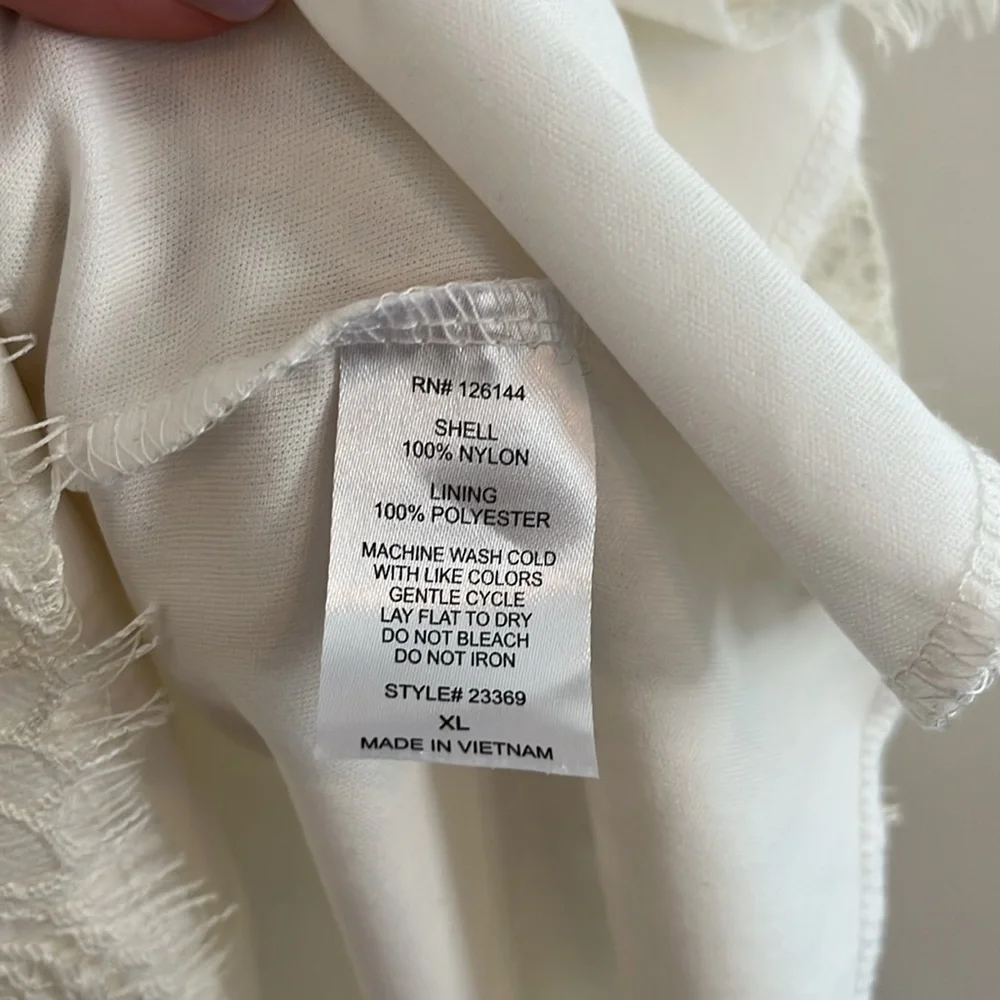 RN# 126144
SHELL
100% NYLON
LINING
100% POLYESTER
MACHINE WASH COLD
WITH LIKE COLORS
GENTLE CYCLE
LAY FLAT TO DRY
DO NOT BLEACH
DO NOT IRON
STYLE# 23369
XL
MADE IN VIETNAM